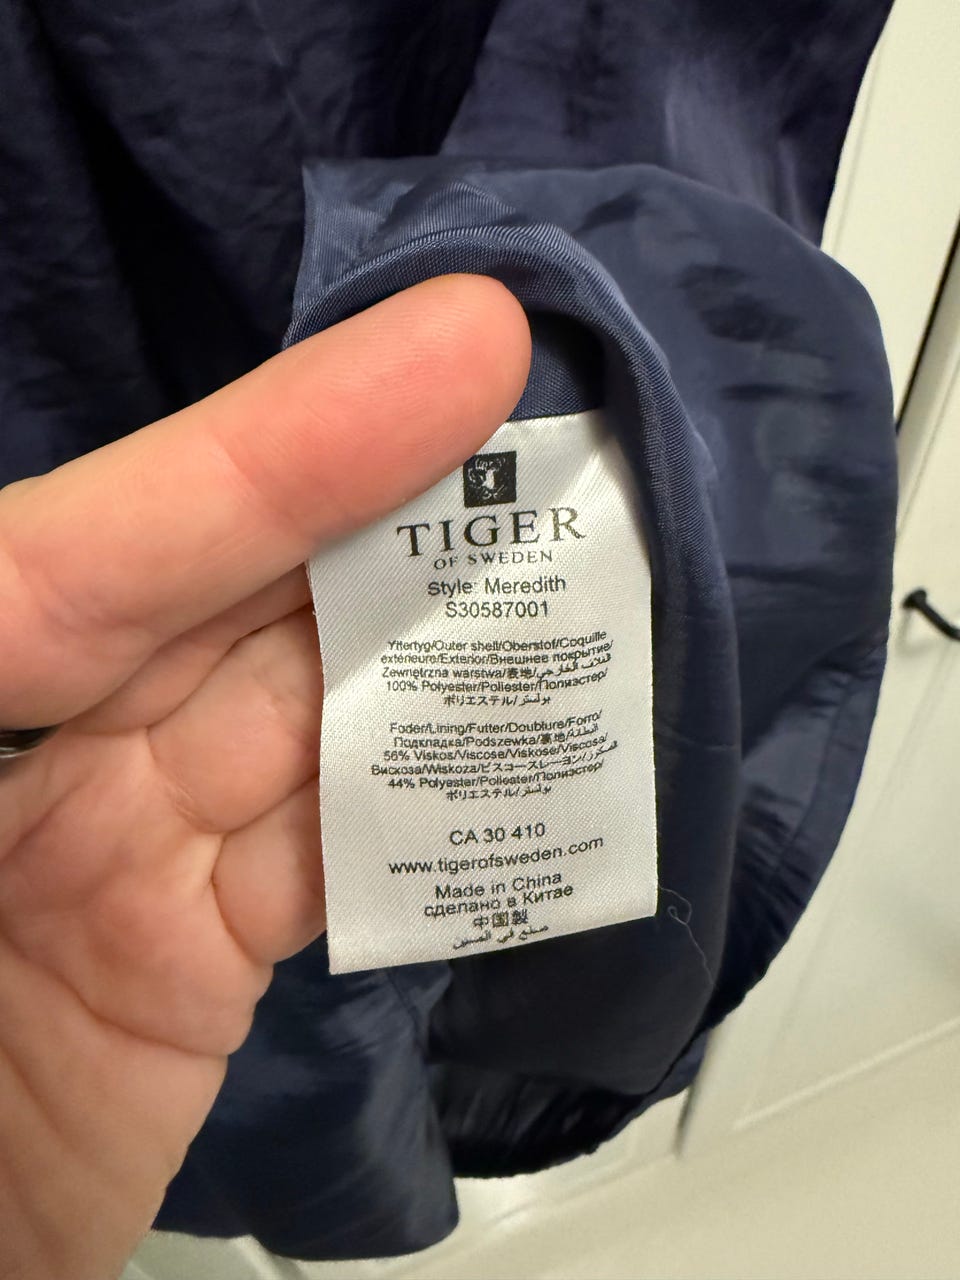 TIGER
OF SWEDEN
Style: Meredith
S30587001
Yttertyg/Outer shell/Oberstof/Coquille
extérieure/Exterior/Внешнее покрытие/
Zewnętrzna warstwa/表地/الغلاف الخارجي/
100% Polyester/Poliester/Полиэстер/
ポリエステル/بوليستر
Foder/Lining/Futter/Doublure/Forro/
Подкладка/Podszewka/裏地/البطانة/
56% Viskos/Viscose/Viskose/Viscosa/
Вискоза/Wiskoza/ビスコースレーヨン/
44% Polyester/Poliester/Полиэстер/
ポリエステル/بوليستر
CA 30 410
www.tigerofsweden.com
Made in China
сделано в Китае
中国製
صنع في الصين